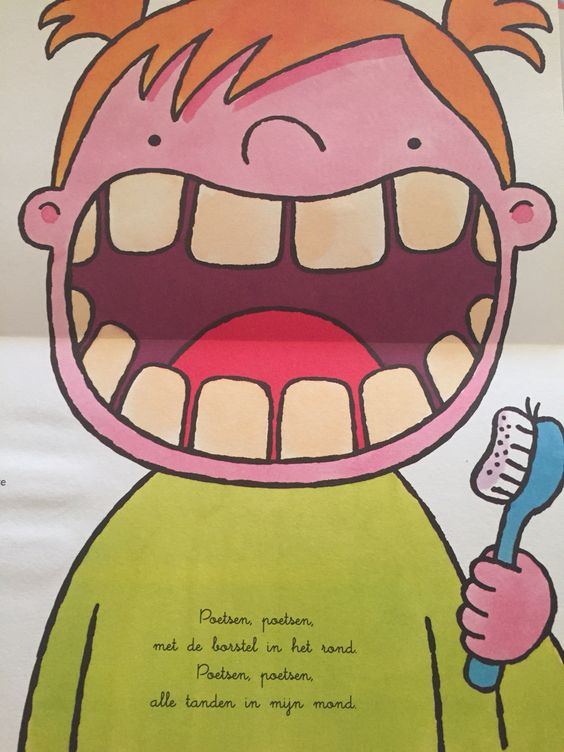 Poetsen, poetsen,
met de borstel in het rond.
Poetsen, poetsen,
alle tanden in mijn mond.